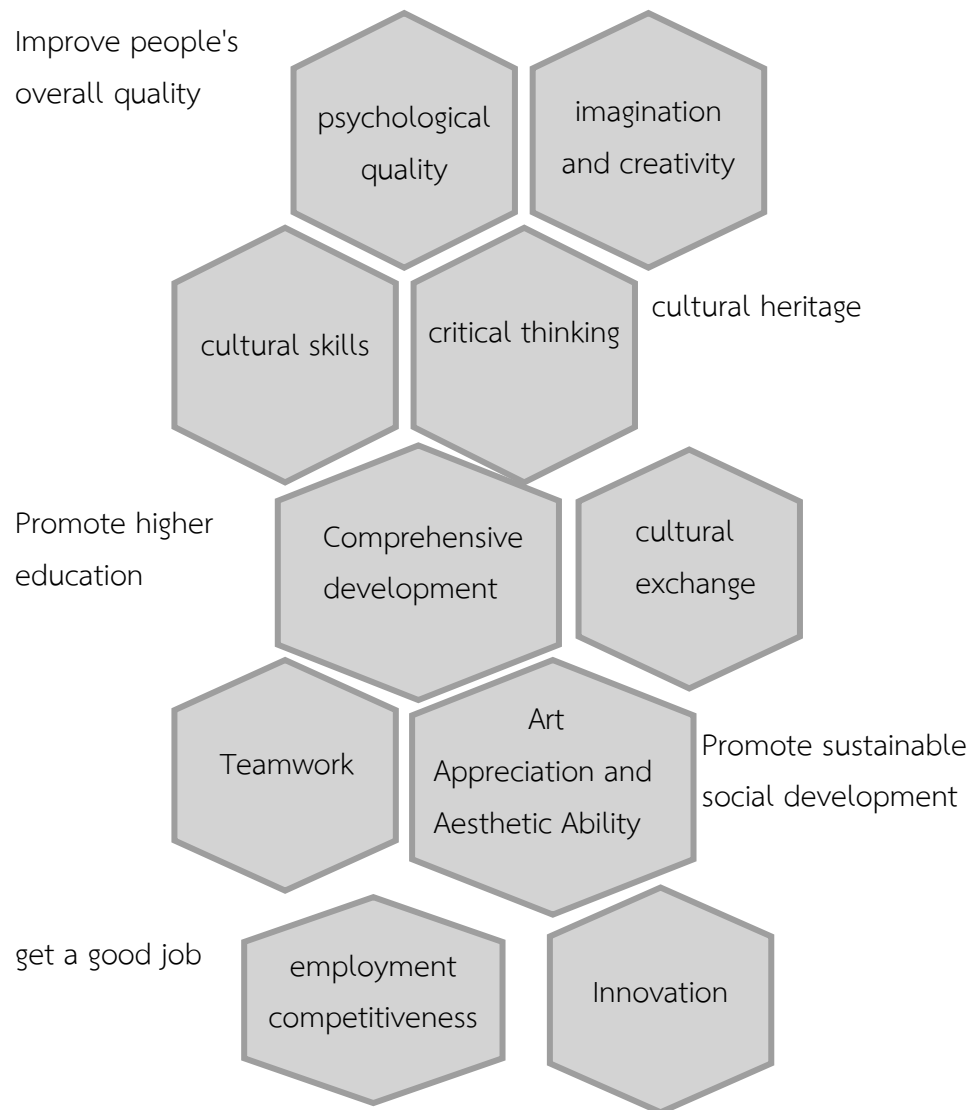 Improve people's
overall quality
psychological
quality
imagination
and creativity
cultural skills
critical thinking
cultural heritage
Promote higher
education
Comprehensive
development
cultural
exchange
Teamwork
Art
Appreciation and
Aesthetic Ability
Promote sustainable
social development
get a good job
employment
competitiveness
Innovation